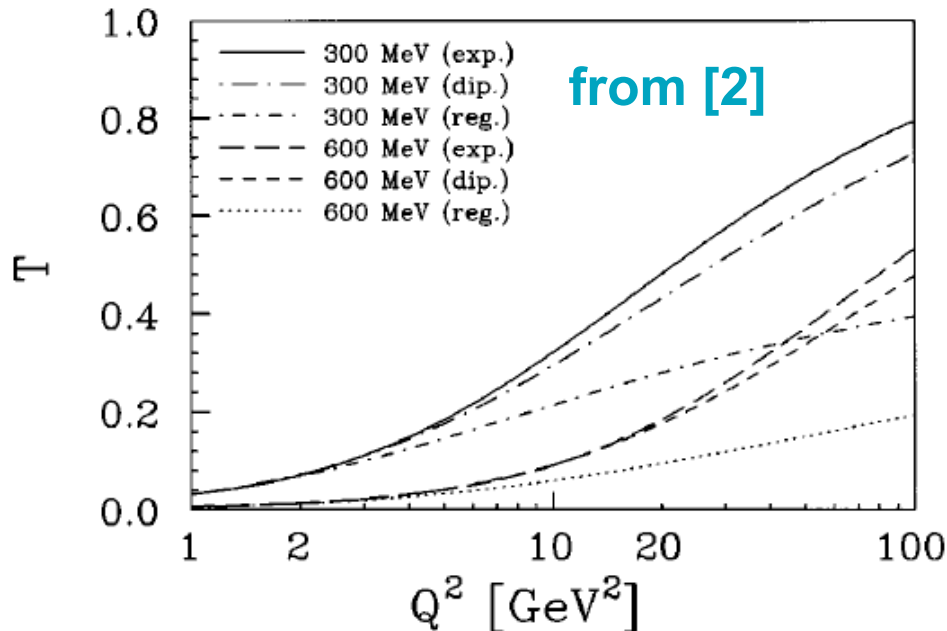 1.0
0.8
0.6
0.4
0.2
0.0
T
300 MeV (exp.)
300 MeV (dip.)
300 MeV (reg.)
600 MeV (exp.)
600 MeV (dip.)
600 MeV (reg.)
from [2]
1 2 10 20 100
Q² [GeV²]